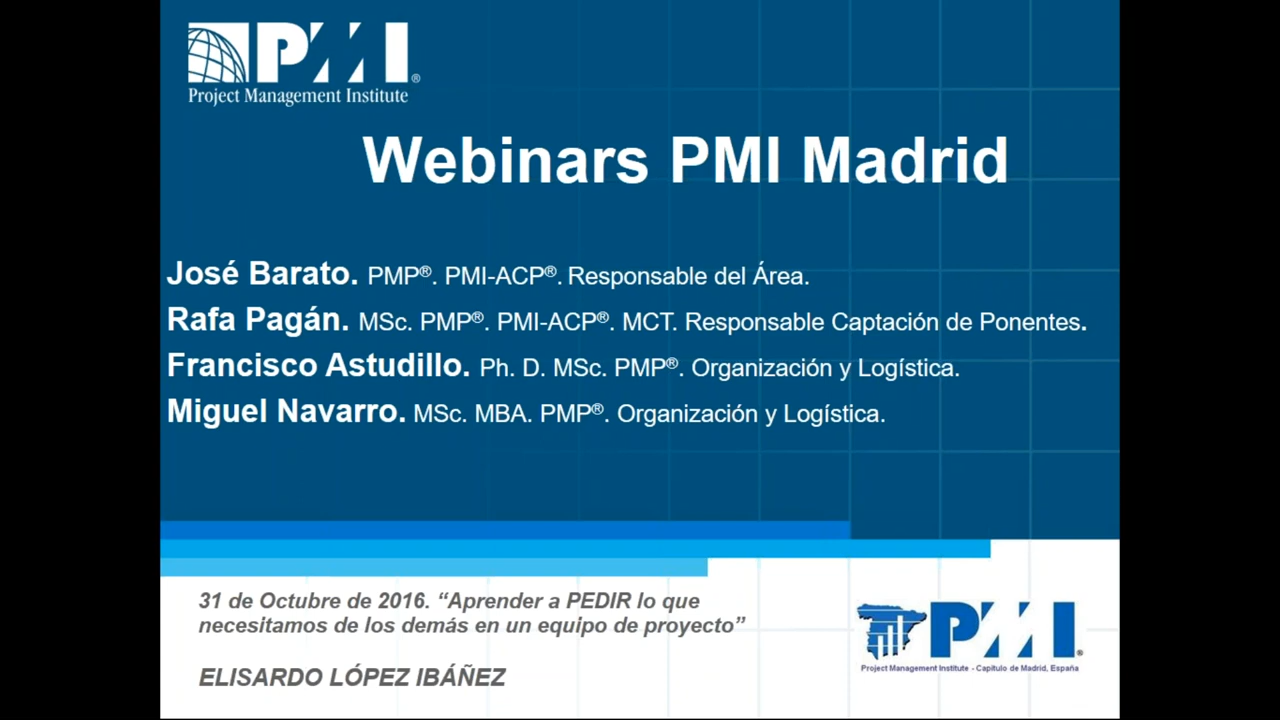 PMI®
Project Management Institute
Webinars PMI Madrid
José Barato. PMP®. PMI-ACP®. Responsable del Área.
Rafa Pagán. MSc. PMP®. PMI-ACP®. MCT. Responsable Captación de Ponentes.
Francisco Astudillo. Ph. D. MSc. PMP®. Organización y Logística.
Miguel Navarro. MSc. MBA. PMP®. Organización y Logística.
31 de Octubre de 2016. “Aprender a PEDIR lo que
necesitamos de los demás en un equipo de proyecto”
ELISARDO LÓPEZ IBÁÑEZ
PMI®
Project Management Institute - Capítulo de Madrid, España